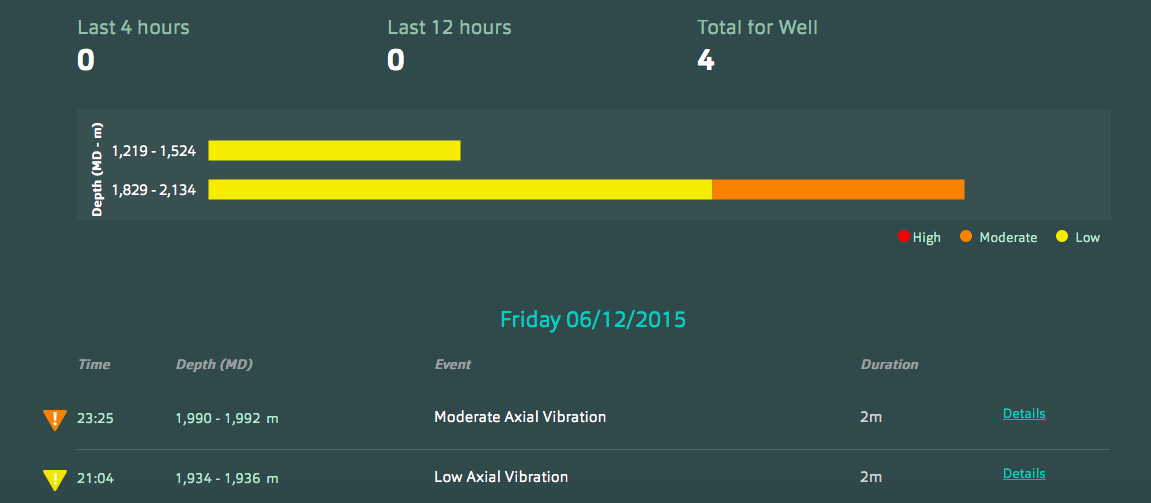 Last 4 hours Last 12 hours Total for Well
0 0 4
Depth (MD - m)
1,219 - 1,524
1,829 - 2,134
High Moderate Low
Friday 06/12/2015
Time Depth (MD) Event Duration
! 23:25 1,990 - 1,992 m Moderate Axial Vibration 2m Details
! 21:04 1,934 - 1,936 m Low Axial Vibration 2m Details